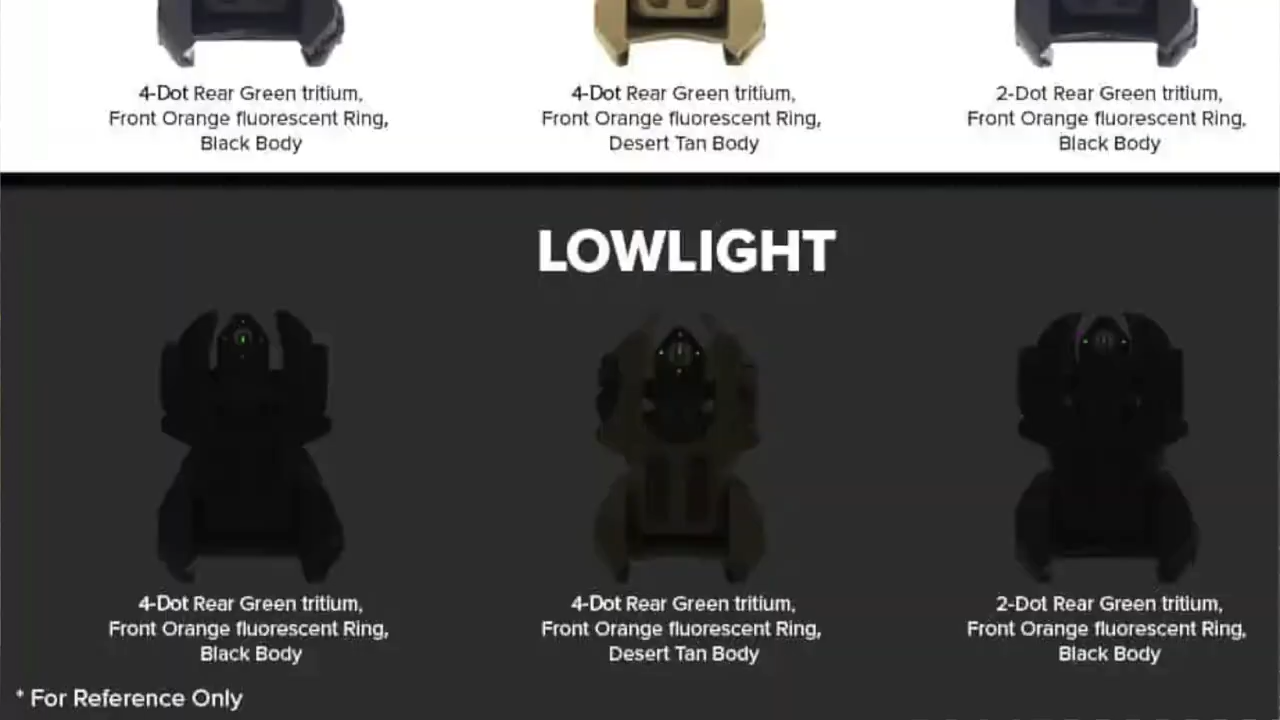 4-Dot Rear Green tritium,
Front Orange fluorescent Ring,
Black Body
4-Dot Rear Green tritium,
Front Orange fluorescent Ring,
Desert Tan Body
2-Dot Rear Green tritium,
Front Orange fluorescent Ring,
Black Body
LOWLIGHT
4-Dot Rear Green tritium,
Front Orange fluorescent Ring,
Black Body
4-Dot Rear Green tritium,
Front Orange fluorescent Ring,
Desert Tan Body
2-Dot Rear Green tritium,
Front Orange fluorescent Ring,
Black Body
* For Reference Only